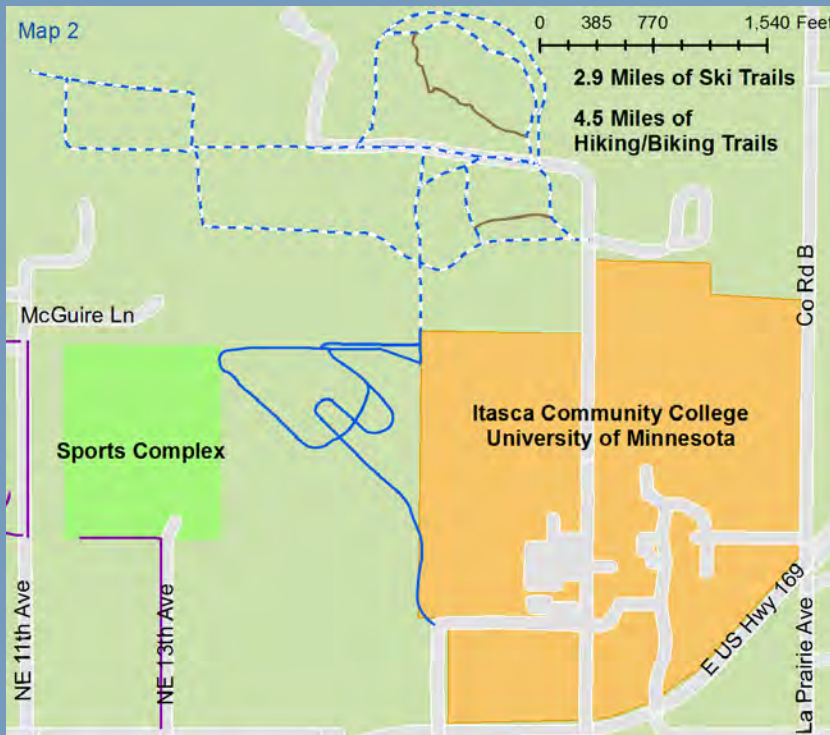 Map 2
0 385 770 1,540 Feet
2.9 Miles of Ski Trails
4.5 Miles of
Hiking/Biking Trails
Co Rd B
McGuire Ln
Itasca Community College
University of Minnesota
Sports Complex
E US Hwy 169
NE 11th Ave
NE 13th Ave
La Prairie Ave